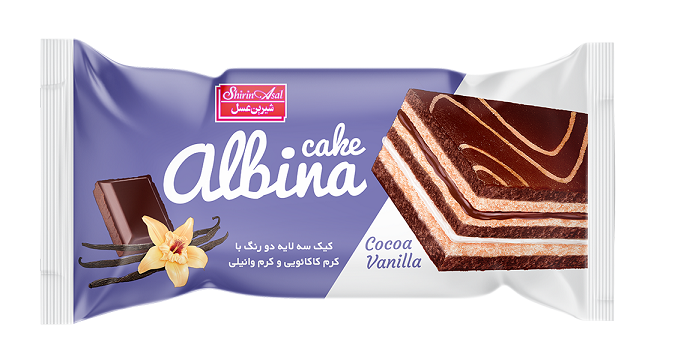 Shirin Asal
شیرین عسل
cake
albina
کیک سه لایه دو رنگ با
کرم کاکائویی و کرم وانیلی
Cocoa
Vanilla